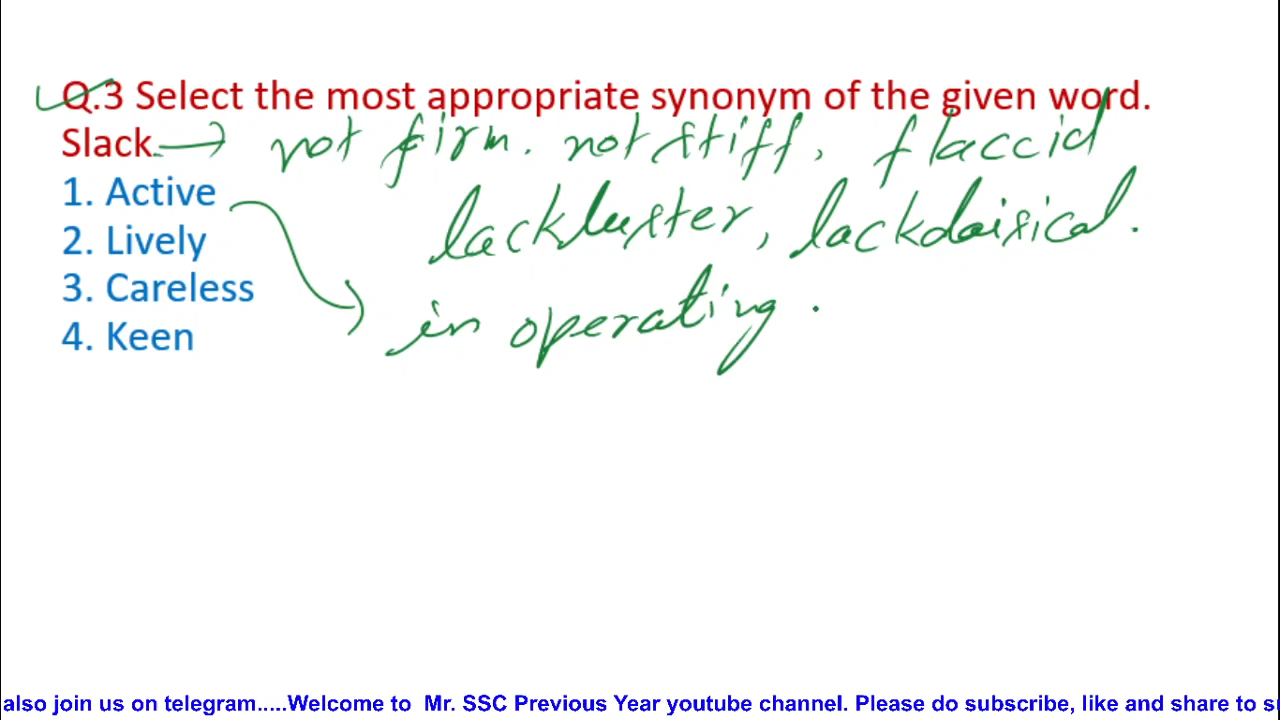 Q.3 Select the most appropriate synonym of the given word.
Slack. → not firm. not stiff, flaccid
1. Active
lackluster, lackdaisical.
2. Lively
3. Careless
in operating.
4. Keen
also join us on telegram.....Welcome to Mr. SSC Previous Year youtube channel. Please do subscribe, like and share to s